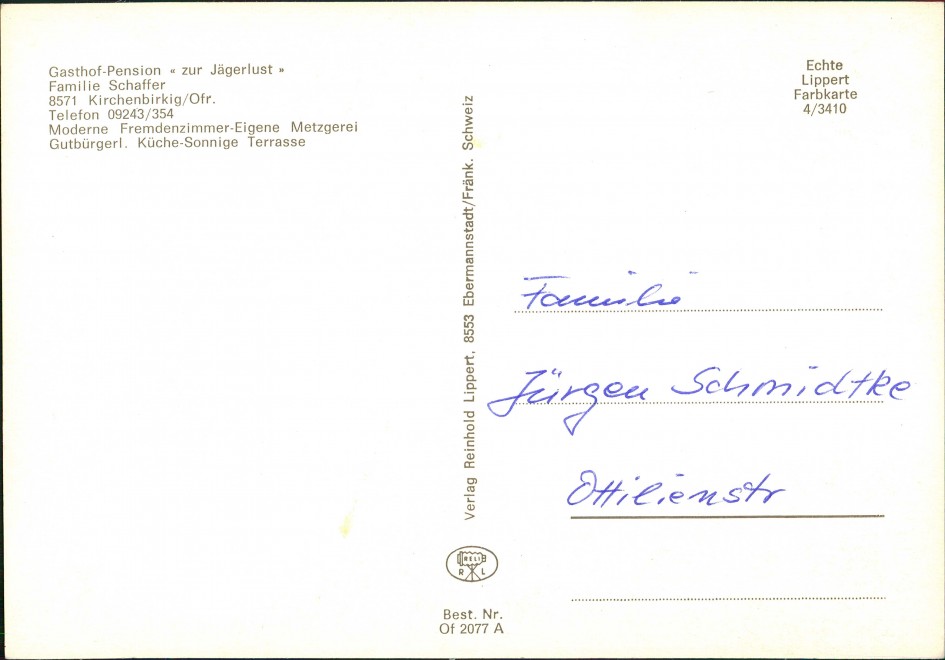 Gasthof-Pension « zur Jägerlust »
Familie Schaffer
8571 Kirchenbirkig/Ofr.
Telefon 09243/354
Moderne Fremdenzimmer-Eigene Metzgerei
Gutbürgerl. Küche-Sonnige Terrasse
Verlag Reinhold Lippert, 8553 Ebermannstadt/Fränk. Schweiz
RELI
R L
Best. Nr.
Of 2077 A
Echte
Lippert
Farbkarte
4/3410
Familie
Jürgen Schmidtke
Ottilienstr